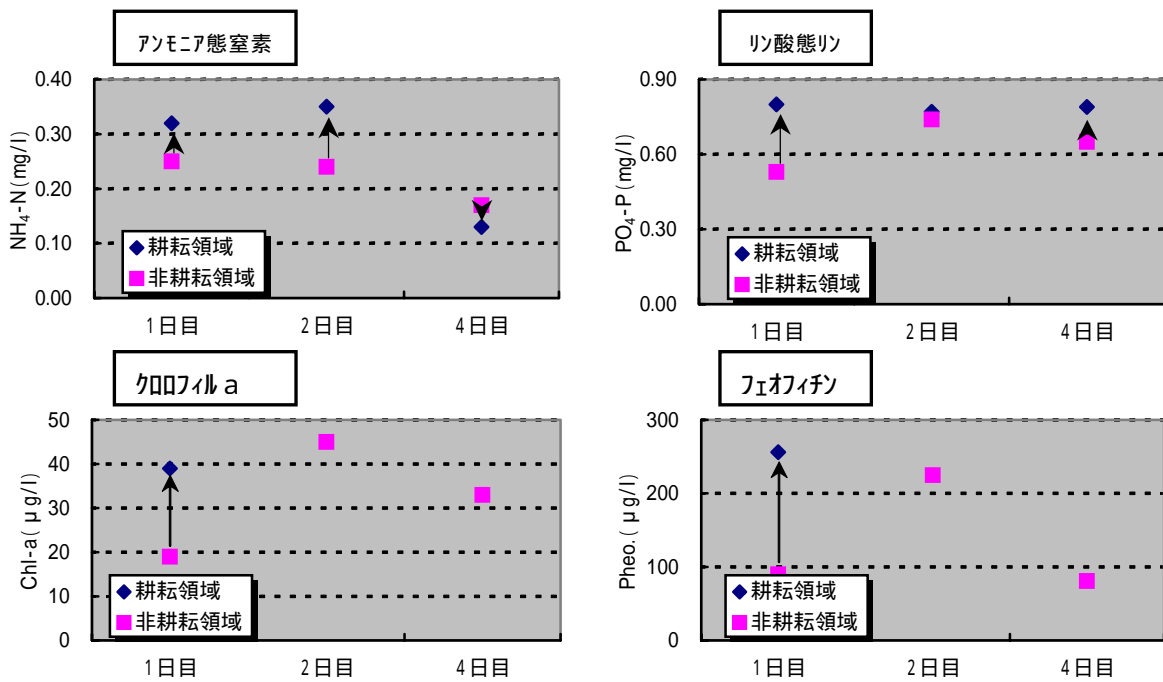 アンモニア態窒素
0.40
0.30
0.20
0.10
0.00
NH₄-N(mg/l)
◆耕耘領域
■非耕耘領域
1日目 2日目 4日目
リン酸態リン
0.90
0.60
0.30
0.00
PO₄-P(mg/l)
◆耕耘領域
■非耕耘領域
1日目 2日目 4日目
クロロフィルa
50
40
30
20
10
0
Chl-a(μg/l)
◆耕耘領域
■非耕耘領域
1日目 2日目 4日目
フェオフィチン
300
200
100
0
Pheo.(μg/l)
◆耕耘領域
■非耕耘領域
1日目 2日目 4日目